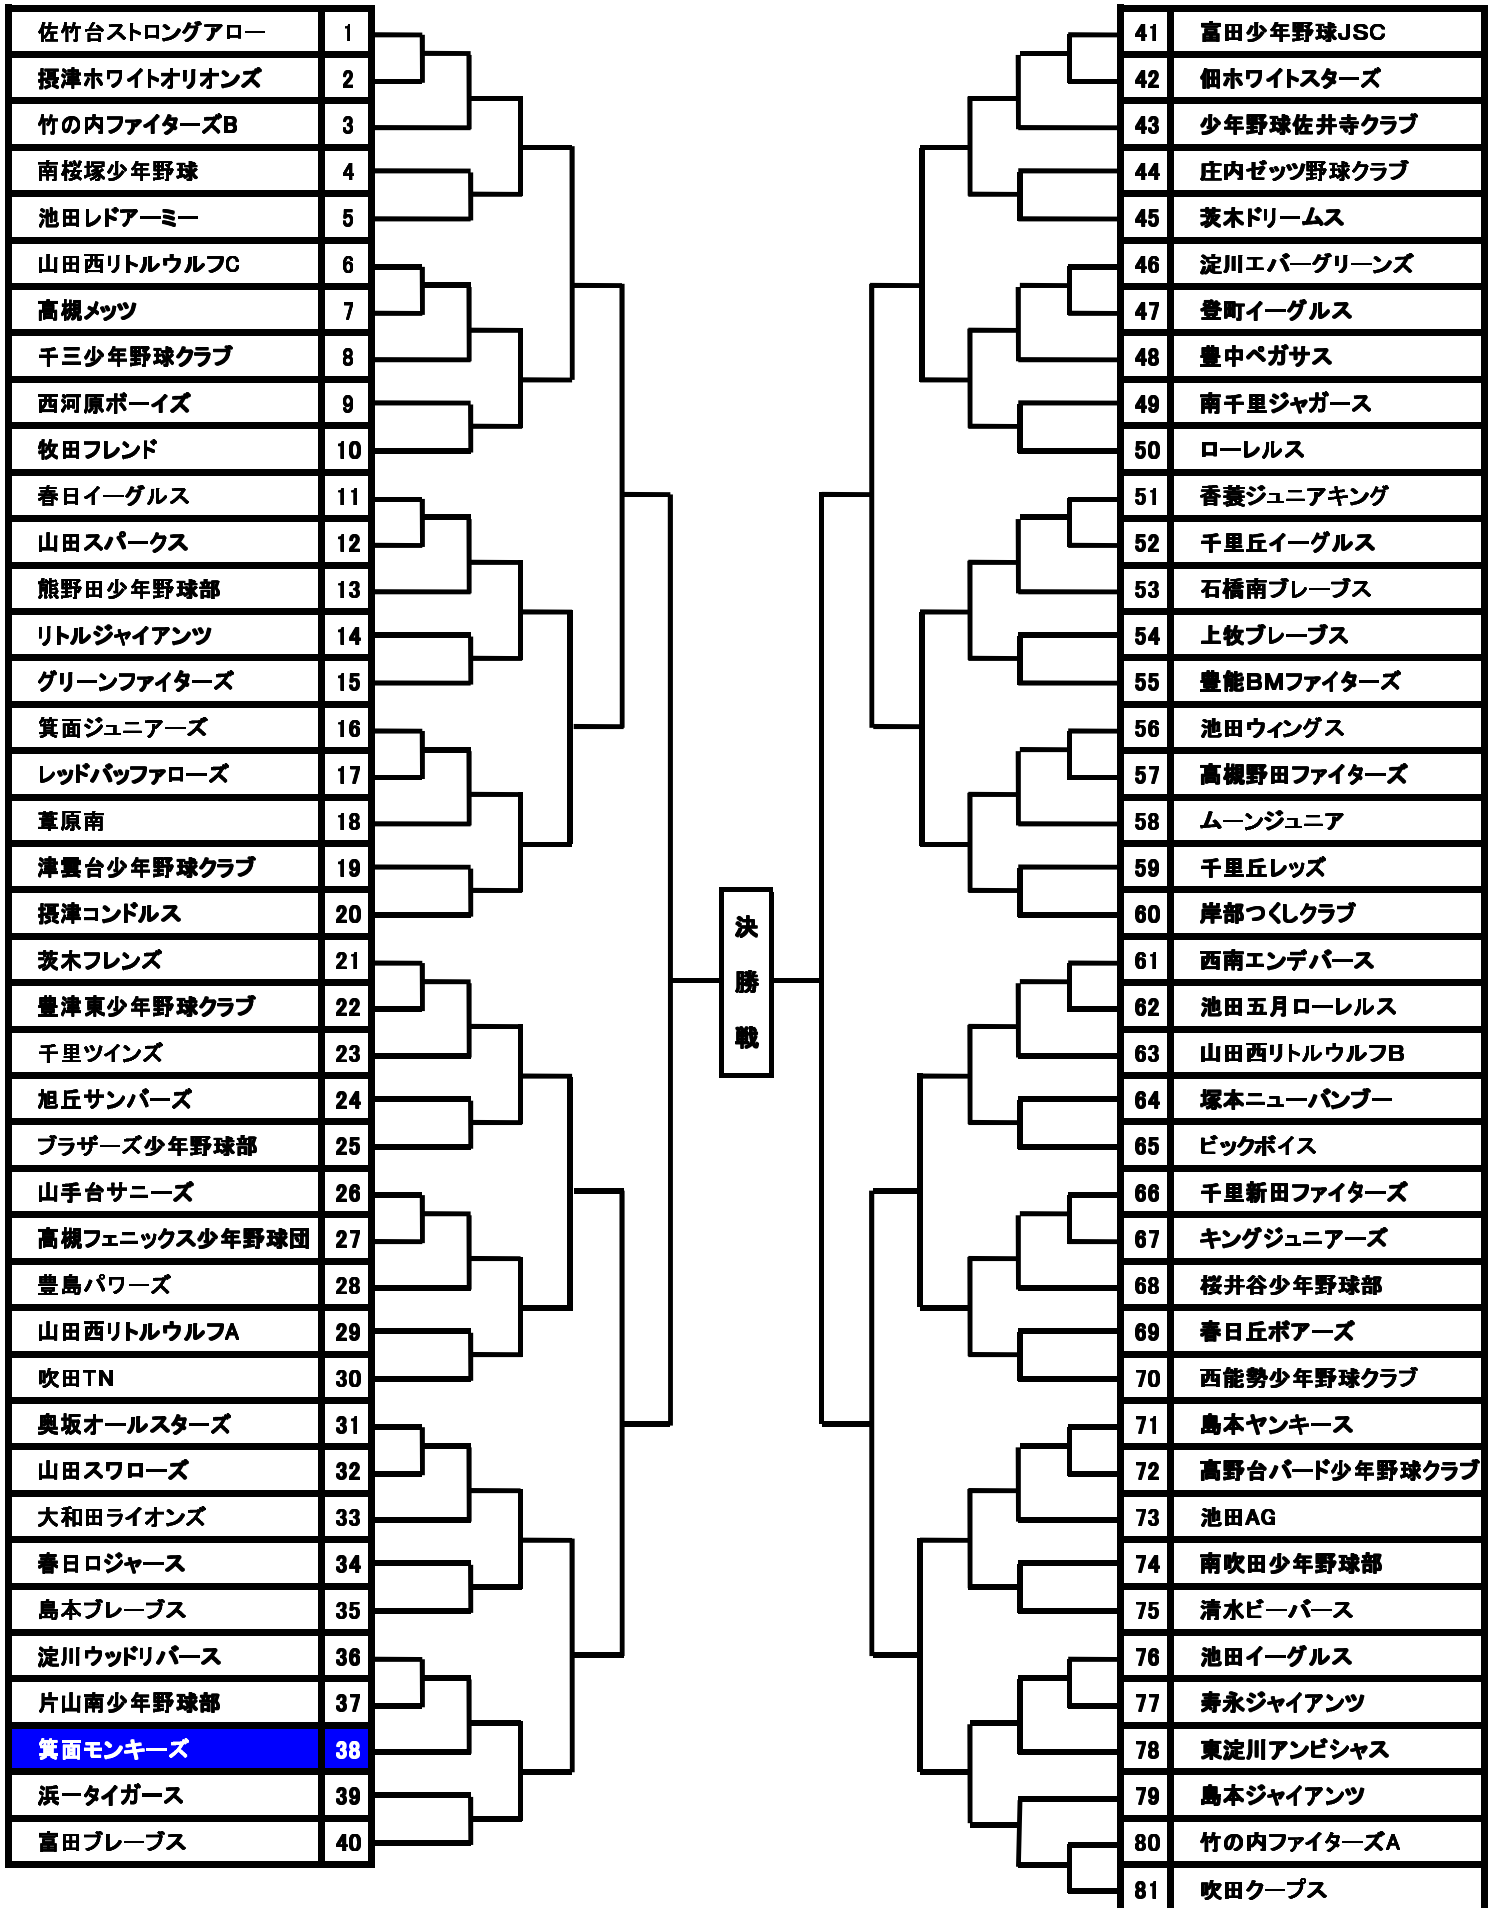 佐竹台ストロングアロー 1
摂津ホワイトオリオンズ 2
竹の内ファイターズB 3
南桜塚少年野球 4
池田レドアーミー 5
山田西リトルウルフC 6
高槻メッツ 7
千三少年野球クラブ 8
西河原ボーイズ 9
牧田フレンド 10
春日イーグルス 11
山田スパークス 12
熊野田少年野球部 13
リトルジャイアンツ 14
グリーンファイターズ 15
箕面ジュニアーズ 16
レッドバッファローズ 17
葦原南 18
津雲台少年野球クラブ 19
摂津コンドルス 20
茨木フレンズ 21
豊津東少年野球クラブ 22
千里ツインズ 23
旭丘サンバーズ 24
ブラザーズ少年野球部 25
山手台サニーズ 26
高槻フェニックス少年野球団 27
豊島パワーズ 28
山田西リトルウルフA 29
吹田TN 30
奥坂オールスターズ 31
山田スワローズ 32
大和田ライオンズ 33
春日ロジャース 34
島本ブレーブス 35
淀川ウッドリバース 36
片山南少年野球部 37
箕面モンキーズ 38
浜一タイガース 39
富田ブレーブス 40
決
勝
戦
41 富田少年野球JSC
42 佃ホワイトスターズ
43 少年野球佐井寺クラブ
44 庄内ゼッツ野球クラブ
45 茨木ドリームス
46 淀川エバーグリーンズ
47 登町イーグルス
48 豊中ペガサス
49 南千里ジャガース
50 ローレルス
51 香蓑ジュニアキング
52 千里丘イーグルス
53 石橋南ブレーブス
54 上牧ブレーブス
55 豊能BMファイターズ
56 池田ウィングス
57 高槻野田ファイターズ
58 ムーンジュニア
59 千里丘レッズ
60 岸部つくしクラブ
61 西南エンデバース
62 池田五月ローレルス
63 山田西リトルウルフB
64 塚本ニューバンブー
65 ビックボイス
66 千里新田ファイターズ
67 キングジュニアーズ
68 桜井谷少年野球部
69 春日丘ボアーズ
70 西能勢少年野球クラブ
71 島本ヤンキース
72 高野台バード少年野球クラブ
73 池田AG
74 南吹田少年野球部
75 清水ビーバース
76 池田イーグルス
77 寿永ジャイアンツ
78 東淀川アンビシャス
79 島本ジャイアンツ
80 竹の内ファイターズA
81 吹田クープス